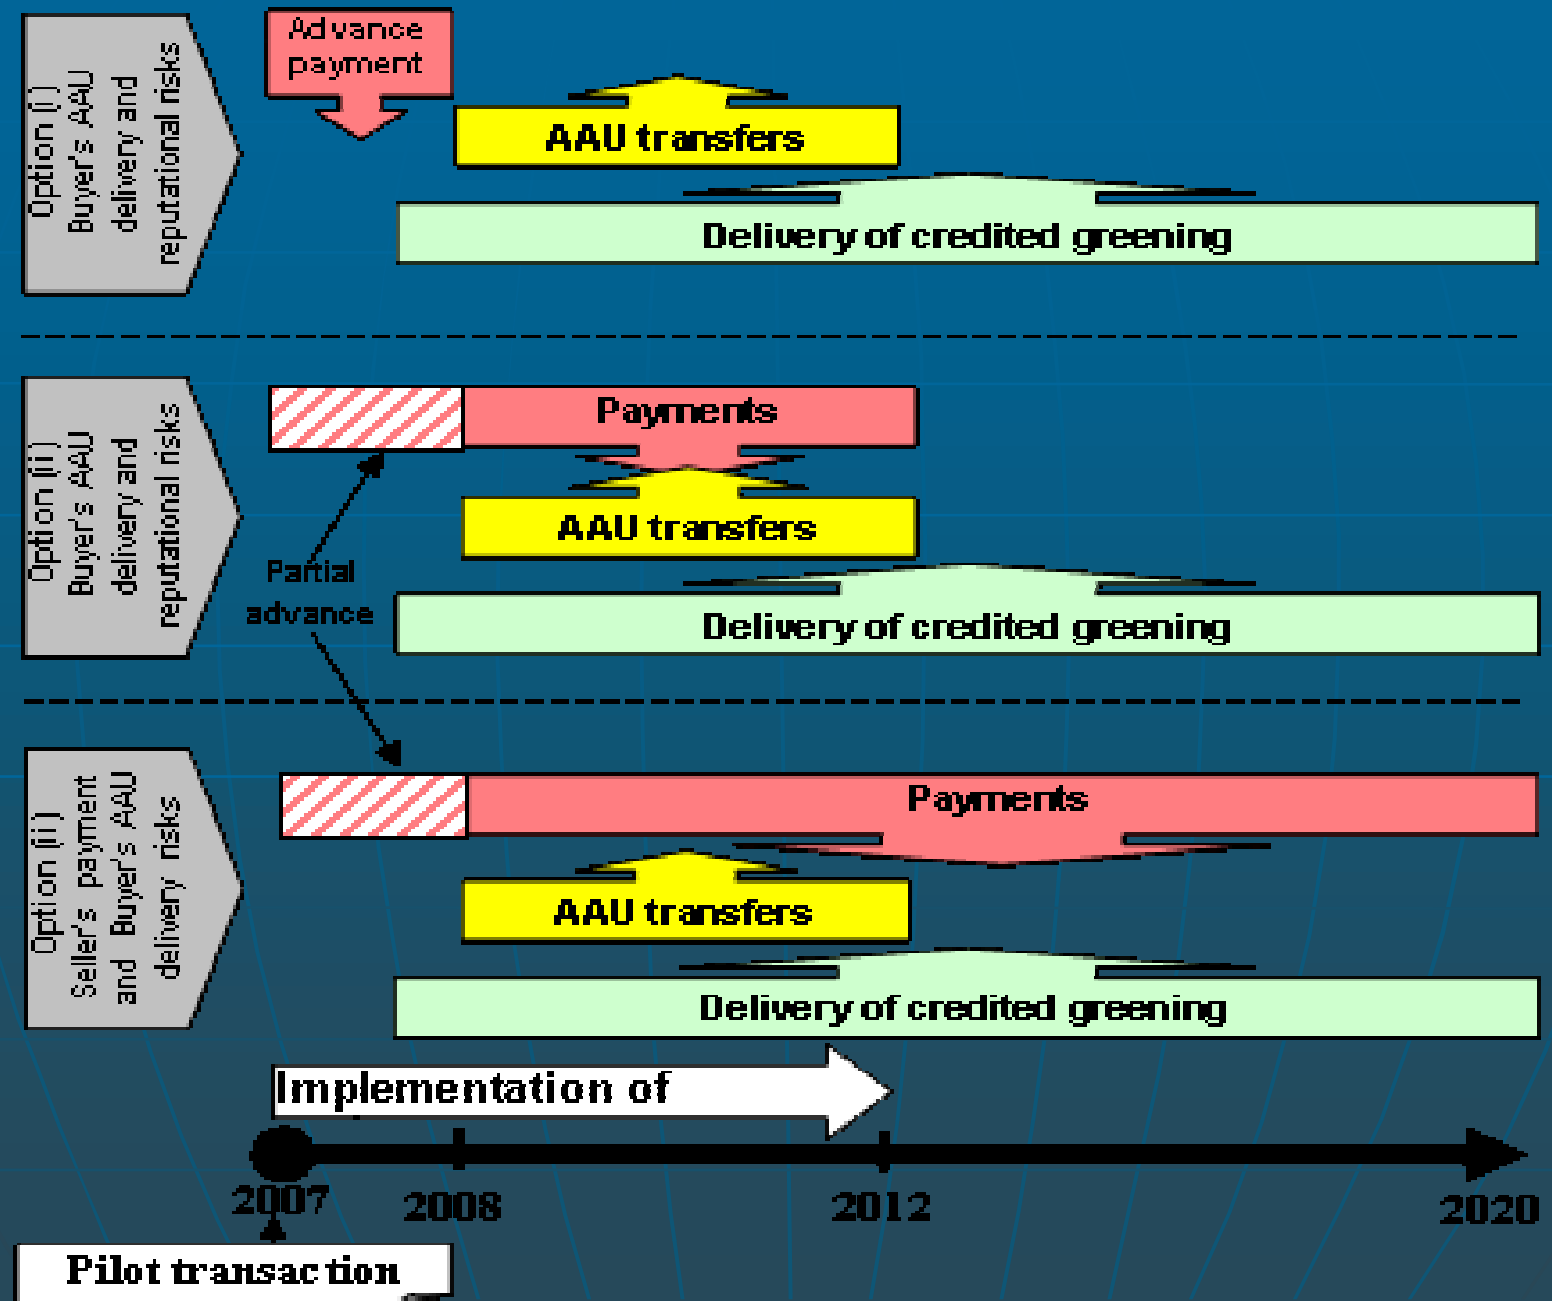 Option (i)
Buyer's AAU
delivery and
reputational risks
Advance
payment
AAU transfers
Delivery of credited greening
Option (ii)
Buyer's AAU
delivery and
reputational risks
Payments
AAU transfers
Partial
advance
Delivery of credited greening
Option (ii)
Seller's payment
and Buyer's AAU
delivery risks
Payments
AAU transfers
Delivery of credited greening
Implementation of
2007
2008
2012
2020
Pilot transaction